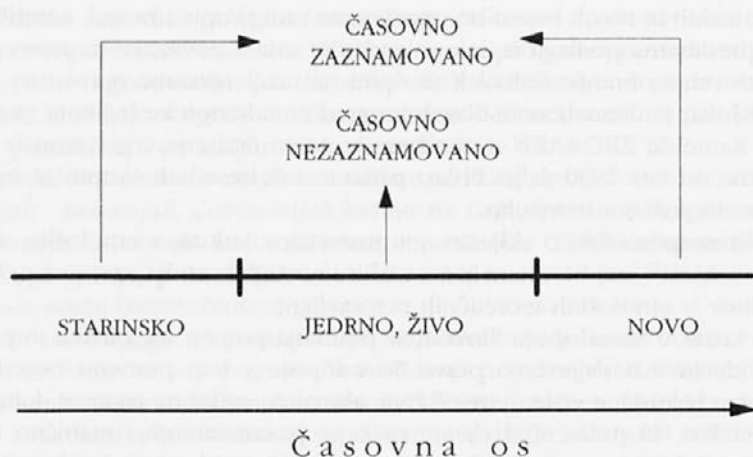 ČASOVNO
ZAZNAMOVANO
ČASOVNO
NEZAZNAMOVANO
STARINSKO JEDRNO, ŽIVO NOVO
Časovna os